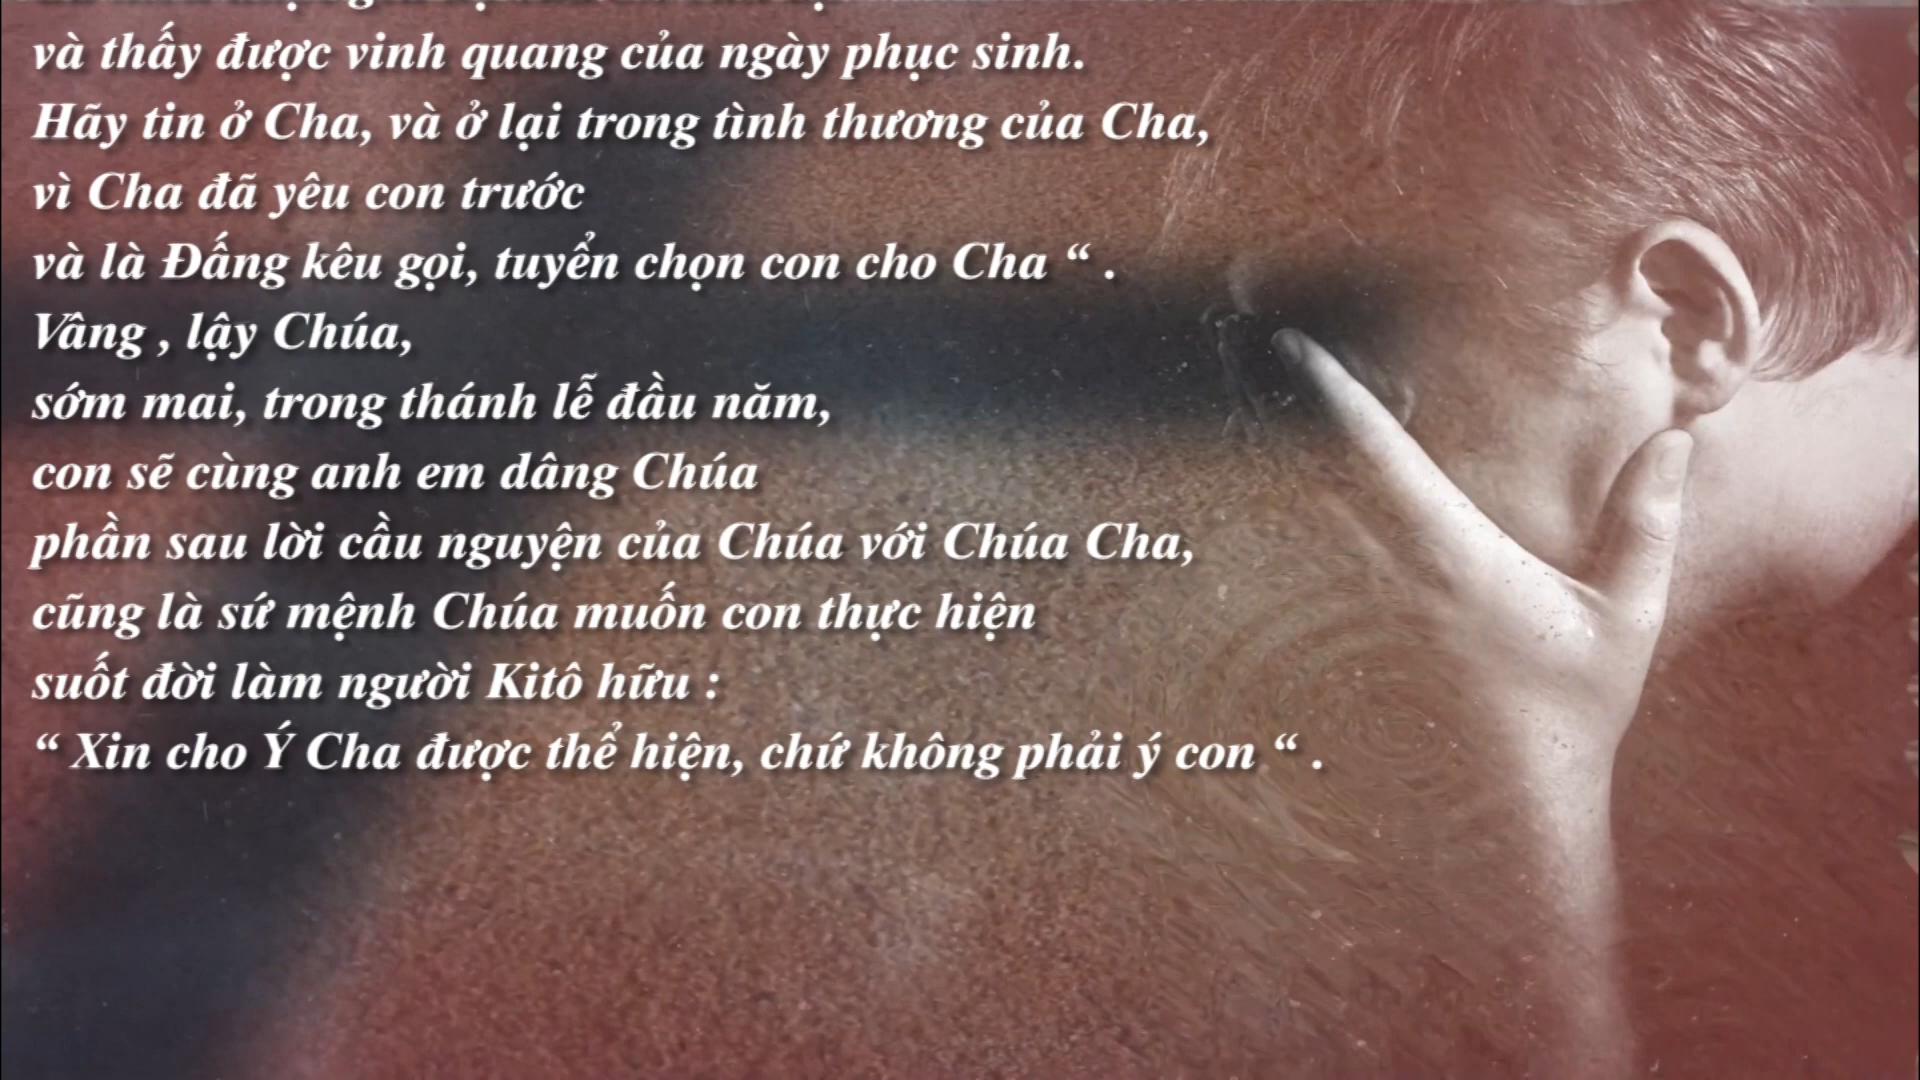 và thấy được vinh quang của ngày phục sinh.
Hãy tin ở Cha, và ở lại trong tình thương của Cha,
vì Cha đã yêu con trước
và là Đấng kêu gọi, tuyển chọn con cho Cha “ .
Vâng , lậy Chúa,
sớm mai, trong thánh lễ đầu năm,
con sẽ cùng anh em dâng Chúa
phần sau lời cầu nguyện của Chúa với Chúa Cha,
cũng là sứ mệnh Chúa muốn con thực hiện
suốt đời làm người Kitô hữu :
“ Xin cho Ý Cha được thể hiện, chứ không phải ý con “ .